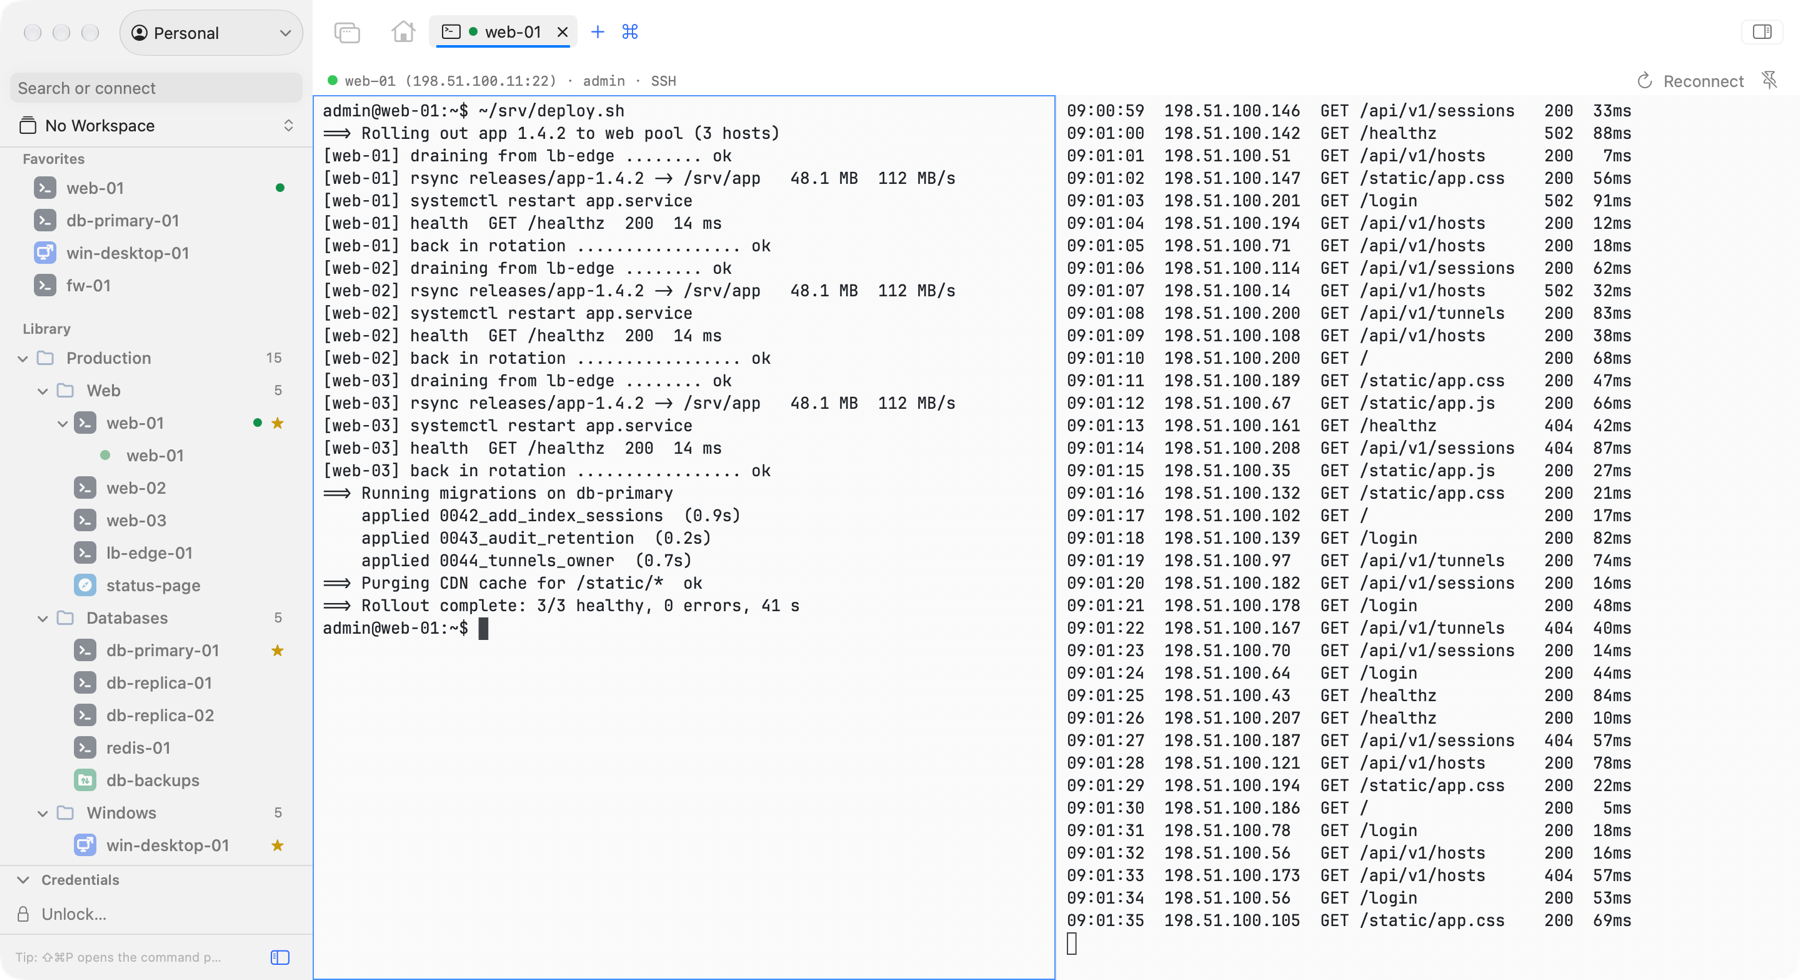 Personal
Search or connect
No Workspace
Favorites
web-01
db-primary-01
win-desktop-01
fw-01
Library
Production 15
Web 5
web-01
web-01
web-02
web-03
lb-edge-01
status-page
Databases 5
db-primary-01
db-replica-01
db-replica-02
redis-01
db-backups
Windows 5
win-desktop-01
Credentials
Unlock...
Tip: ⇧⌘P opens the command p...
web-01
web-01 (198.51.100.11:22) · admin · SSH
Reconnect
admin@web-01:~$ ~/srv/deploy.sh
==> Rolling out app 1.4.2 to web pool (3 hosts)
[web-01] draining from lb-edge ........ ok
[web-01] rsync releases/app-1.4.2 -> /srv/app 48.1 MB 112 MB/s
[web-01] systemctl restart app.service
[web-01] health GET /healthz 200 14 ms
[web-01] back in rotation ................. ok
[web-02] draining from lb-edge ........ ok
[web-02] rsync releases/app-1.4.2 -> /srv/app 48.1 MB 112 MB/s
[web-02] systemctl restart app.service
[web-02] health GET /healthz 200 14 ms
[web-02] back in rotation ................. ok
[web-03] draining from lb-edge ........ ok
[web-03] rsync releases/app-1.4.2 -> /srv/app 48.1 MB 112 MB/s
[web-03] systemctl restart app.service
[web-03] health GET /healthz 200 14 ms
[web-03] back in rotation ................. ok
==> Running migrations on db-primary
applied 0042_add_index_sessions (0.9s)
applied 0043_audit_retention (0.2s)
applied 0044_tunnels_owner (0.7s)
==> Purging CDN cache for /static/* ok
==> Rollout complete: 3/3 healthy, 0 errors, 41 s
admin@web-01:~$
09:00:59 198.51.100.146 GET /api/v1/sessions 200 33ms
09:01:00 198.51.100.142 GET /healthz 502 88ms
09:01:01 198.51.100.51 GET /api/v1/hosts 200 7ms
09:01:02 198.51.100.147 GET /static/app.css 200 56ms
09:01:03 198.51.100.201 GET /login 502 91ms
09:01:04 198.51.100.194 GET /api/v1/hosts 200 12ms
09:01:05 198.51.100.71 GET /api/v1/hosts 200 18ms
09:01:06 198.51.100.114 GET /api/v1/sessions 200 62ms
09:01:07 198.51.100.14 GET /api/v1/hosts 502 32ms
09:01:08 198.51.100.200 GET /api/v1/tunnels 200 83ms
09:01:09 198.51.100.108 GET /api/v1/hosts 200 38ms
09:01:10 198.51.100.200 GET / 200 68ms
09:01:11 198.51.100.189 GET /static/app.css 200 47ms
09:01:12 198.51.100.67 GET /static/app.js 200 66ms
09:01:13 198.51.100.161 GET /healthz 404 42ms
09:01:14 198.51.100.208 GET /api/v1/sessions 404 87ms
09:01:15 198.51.100.35 GET /static/app.js 200 27ms
09:01:16 198.51.100.132 GET /static/app.css 200 21ms
09:01:17 198.51.100.102 GET / 200 17ms
09:01:18 198.51.100.139 GET /login 200 82ms
09:01:19 198.51.100.97 GET /api/v1/tunnels 200 74ms
09:01:20 198.51.100.182 GET /api/v1/sessions 200 16ms
09:01:21 198.51.100.178 GET /login 200 48ms
09:01:22 198.51.100.167 GET /api/v1/tunnels 404 40ms
09:01:23 198.51.100.70 GET /api/v1/sessions 200 14ms
09:01:24 198.51.100.64 GET /login 200 44ms
09:01:25 198.51.100.43 GET /healthz 200 84ms
09:01:26 198.51.100.207 GET /healthz 200 10ms
09:01:27 198.51.100.187 GET /api/v1/sessions 404 57ms
09:01:28 198.51.100.121 GET /api/v1/hosts 200 78ms
09:01:29 198.51.100.194 GET /static/app.css 200 22ms
09:01:30 198.51.100.186 GET / 200 5ms
09:01:31 198.51.100.78 GET /login 200 18ms
09:01:32 198.51.100.56 GET /api/v1/hosts 200 16ms
09:01:33 198.51.100.173 GET /api/v1/hosts 404 57ms
09:01:34 198.51.100.56 GET /login 200 53ms
09:01:35 198.51.100.105 GET /static/app.css 200 69ms